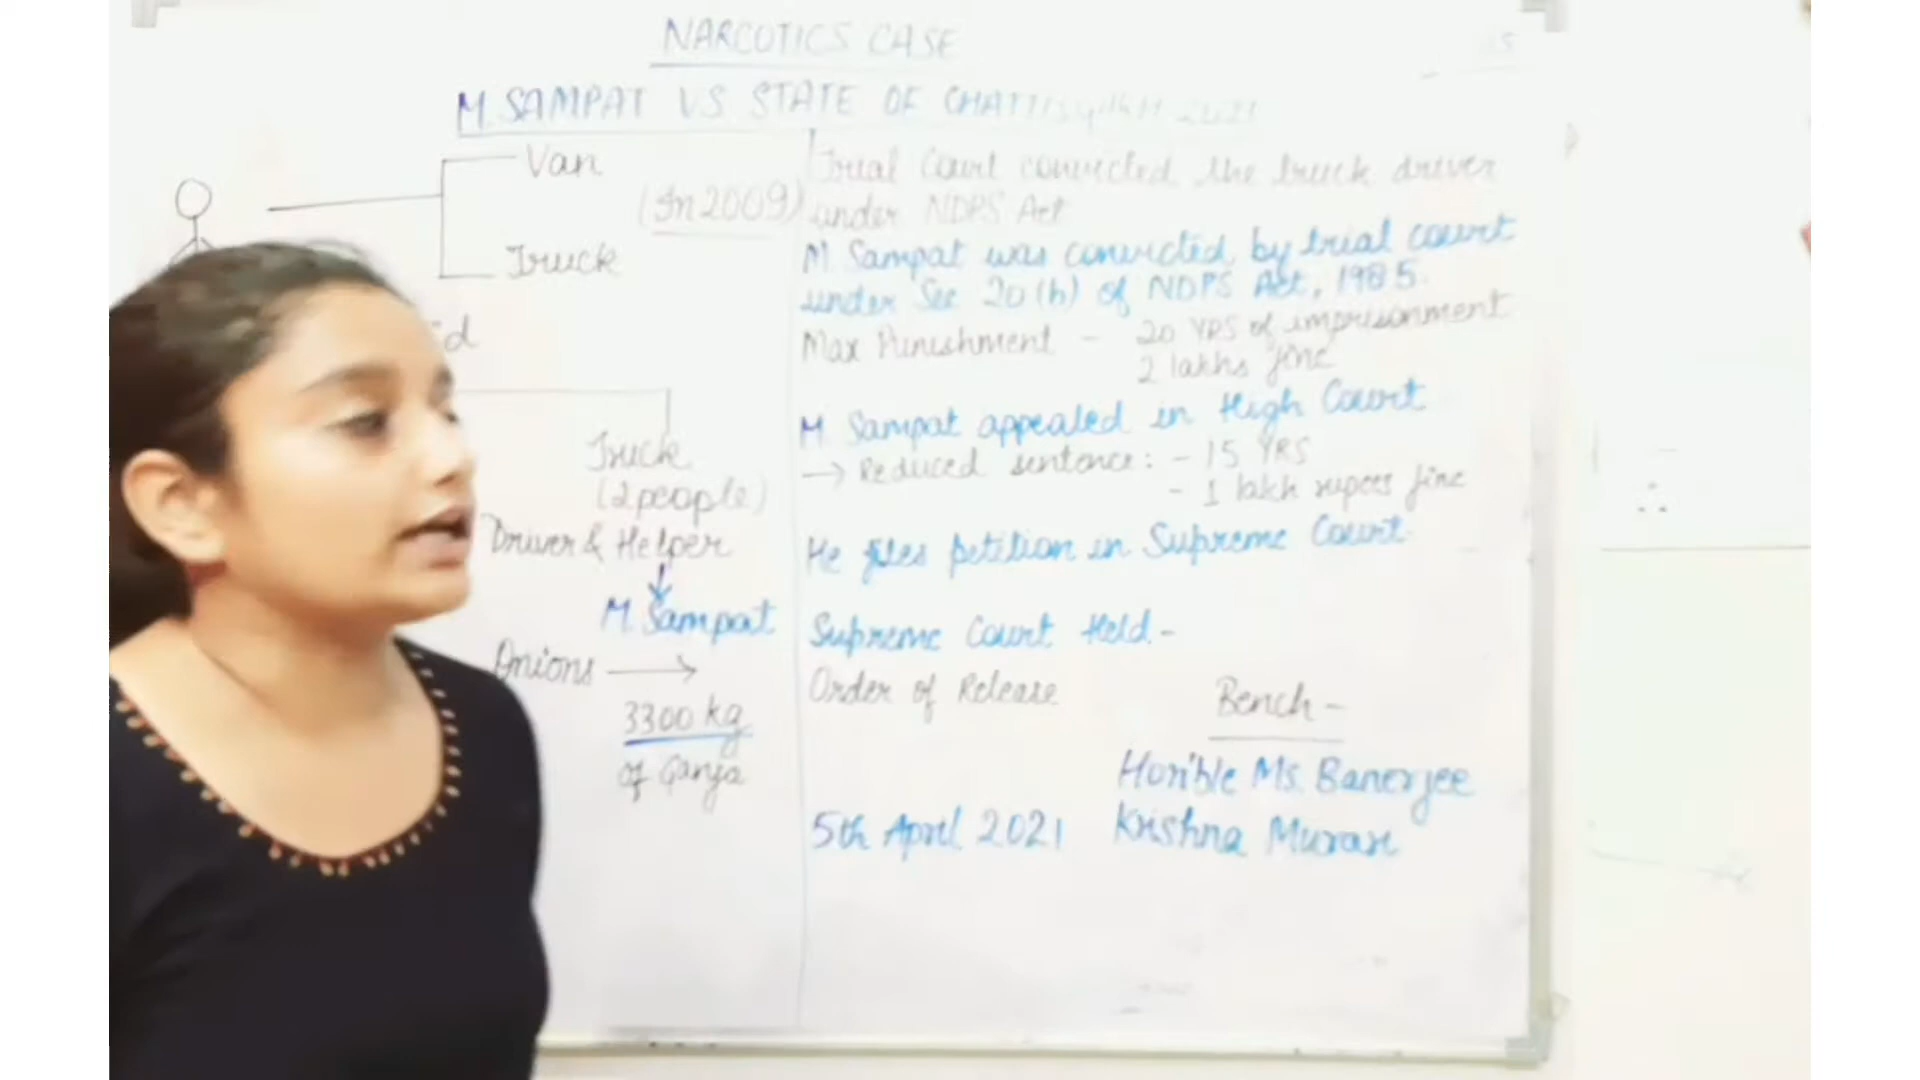 NARCOTICS CASE
M. SAMPAT VS STATE OF CHATTISgARH 2021
Van
(In 2009)
Truck
Truck
(2 people)
Driver & Helper
M. Sampat
Onions →
3300 kg
of Ganja
Trial Court convicted the truck driver
under NDPS Act
M Sampat was convicted by trial court
under Sec 20(b) of NDPS Act, 1985.
Max Punishment - 20 YRS of imprisonment
2 lakhs fine
M Sampat appealed in High Court
→ Reduced sentence: - 15 YRS
- 1 lakh rupees fine
He files petition in Supreme Court
Supreme Court Held -
Order of Release
Bench -
Hon'ble Ms. Banerjee
5th April 2021
Krishna Murari